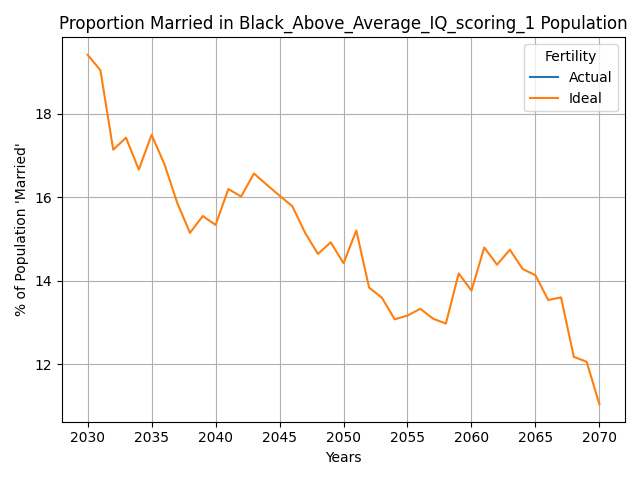 Proportion Married in Black_Above_Average_IQ_scoring_1 Population
Fertility
Actual
Ideal
% of Population 'Married'
18
16
14
12
2030 2035 2040 2045 2050 2055 2060 2065 2070
Years